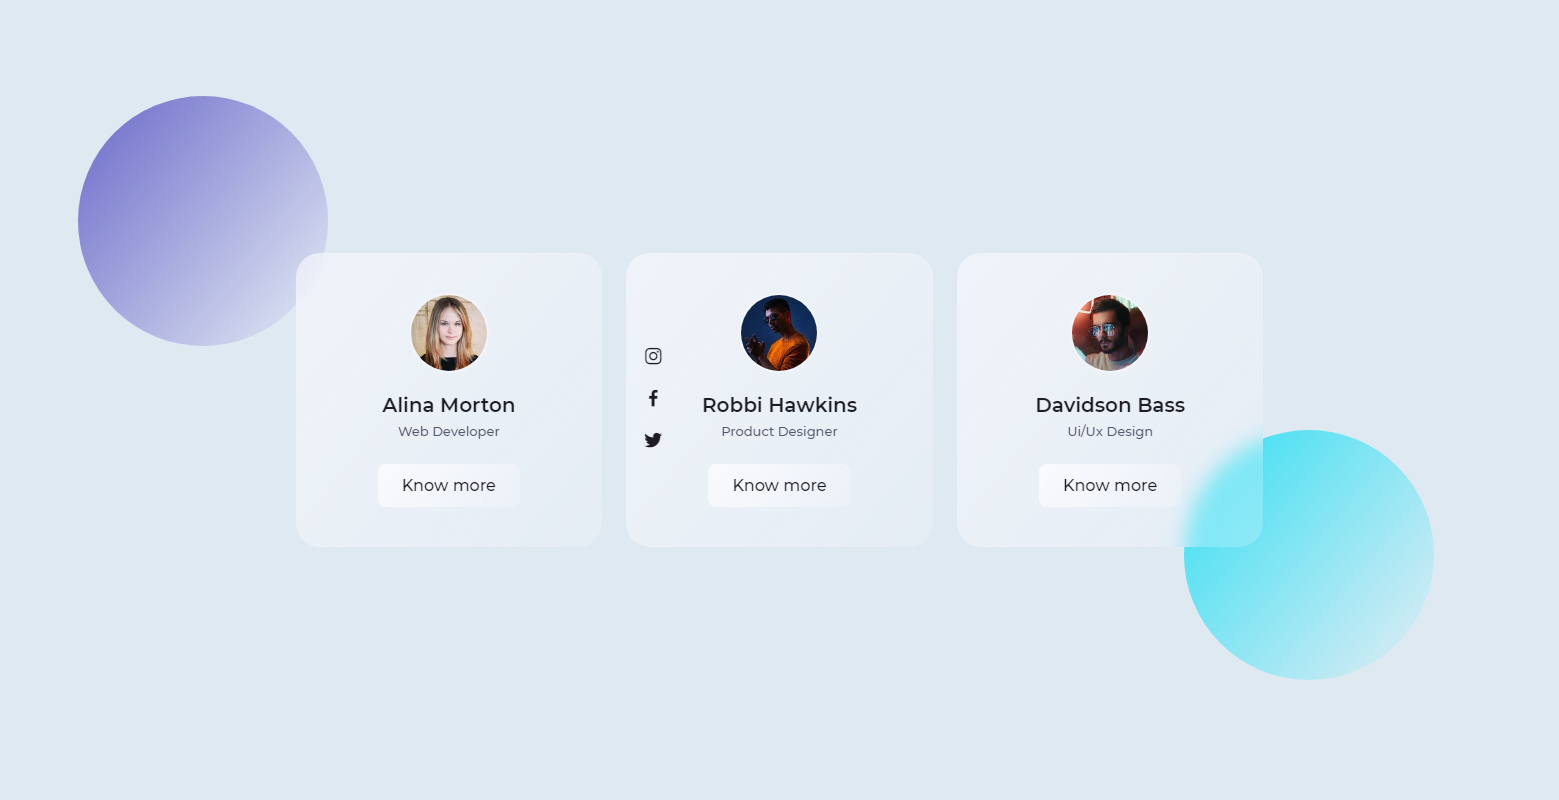 Alina Morton
Web Developer
Know more
Robbi Hawkins
Product Designer
Know more
Davidson Bass
Ui/Ux Design
Know more